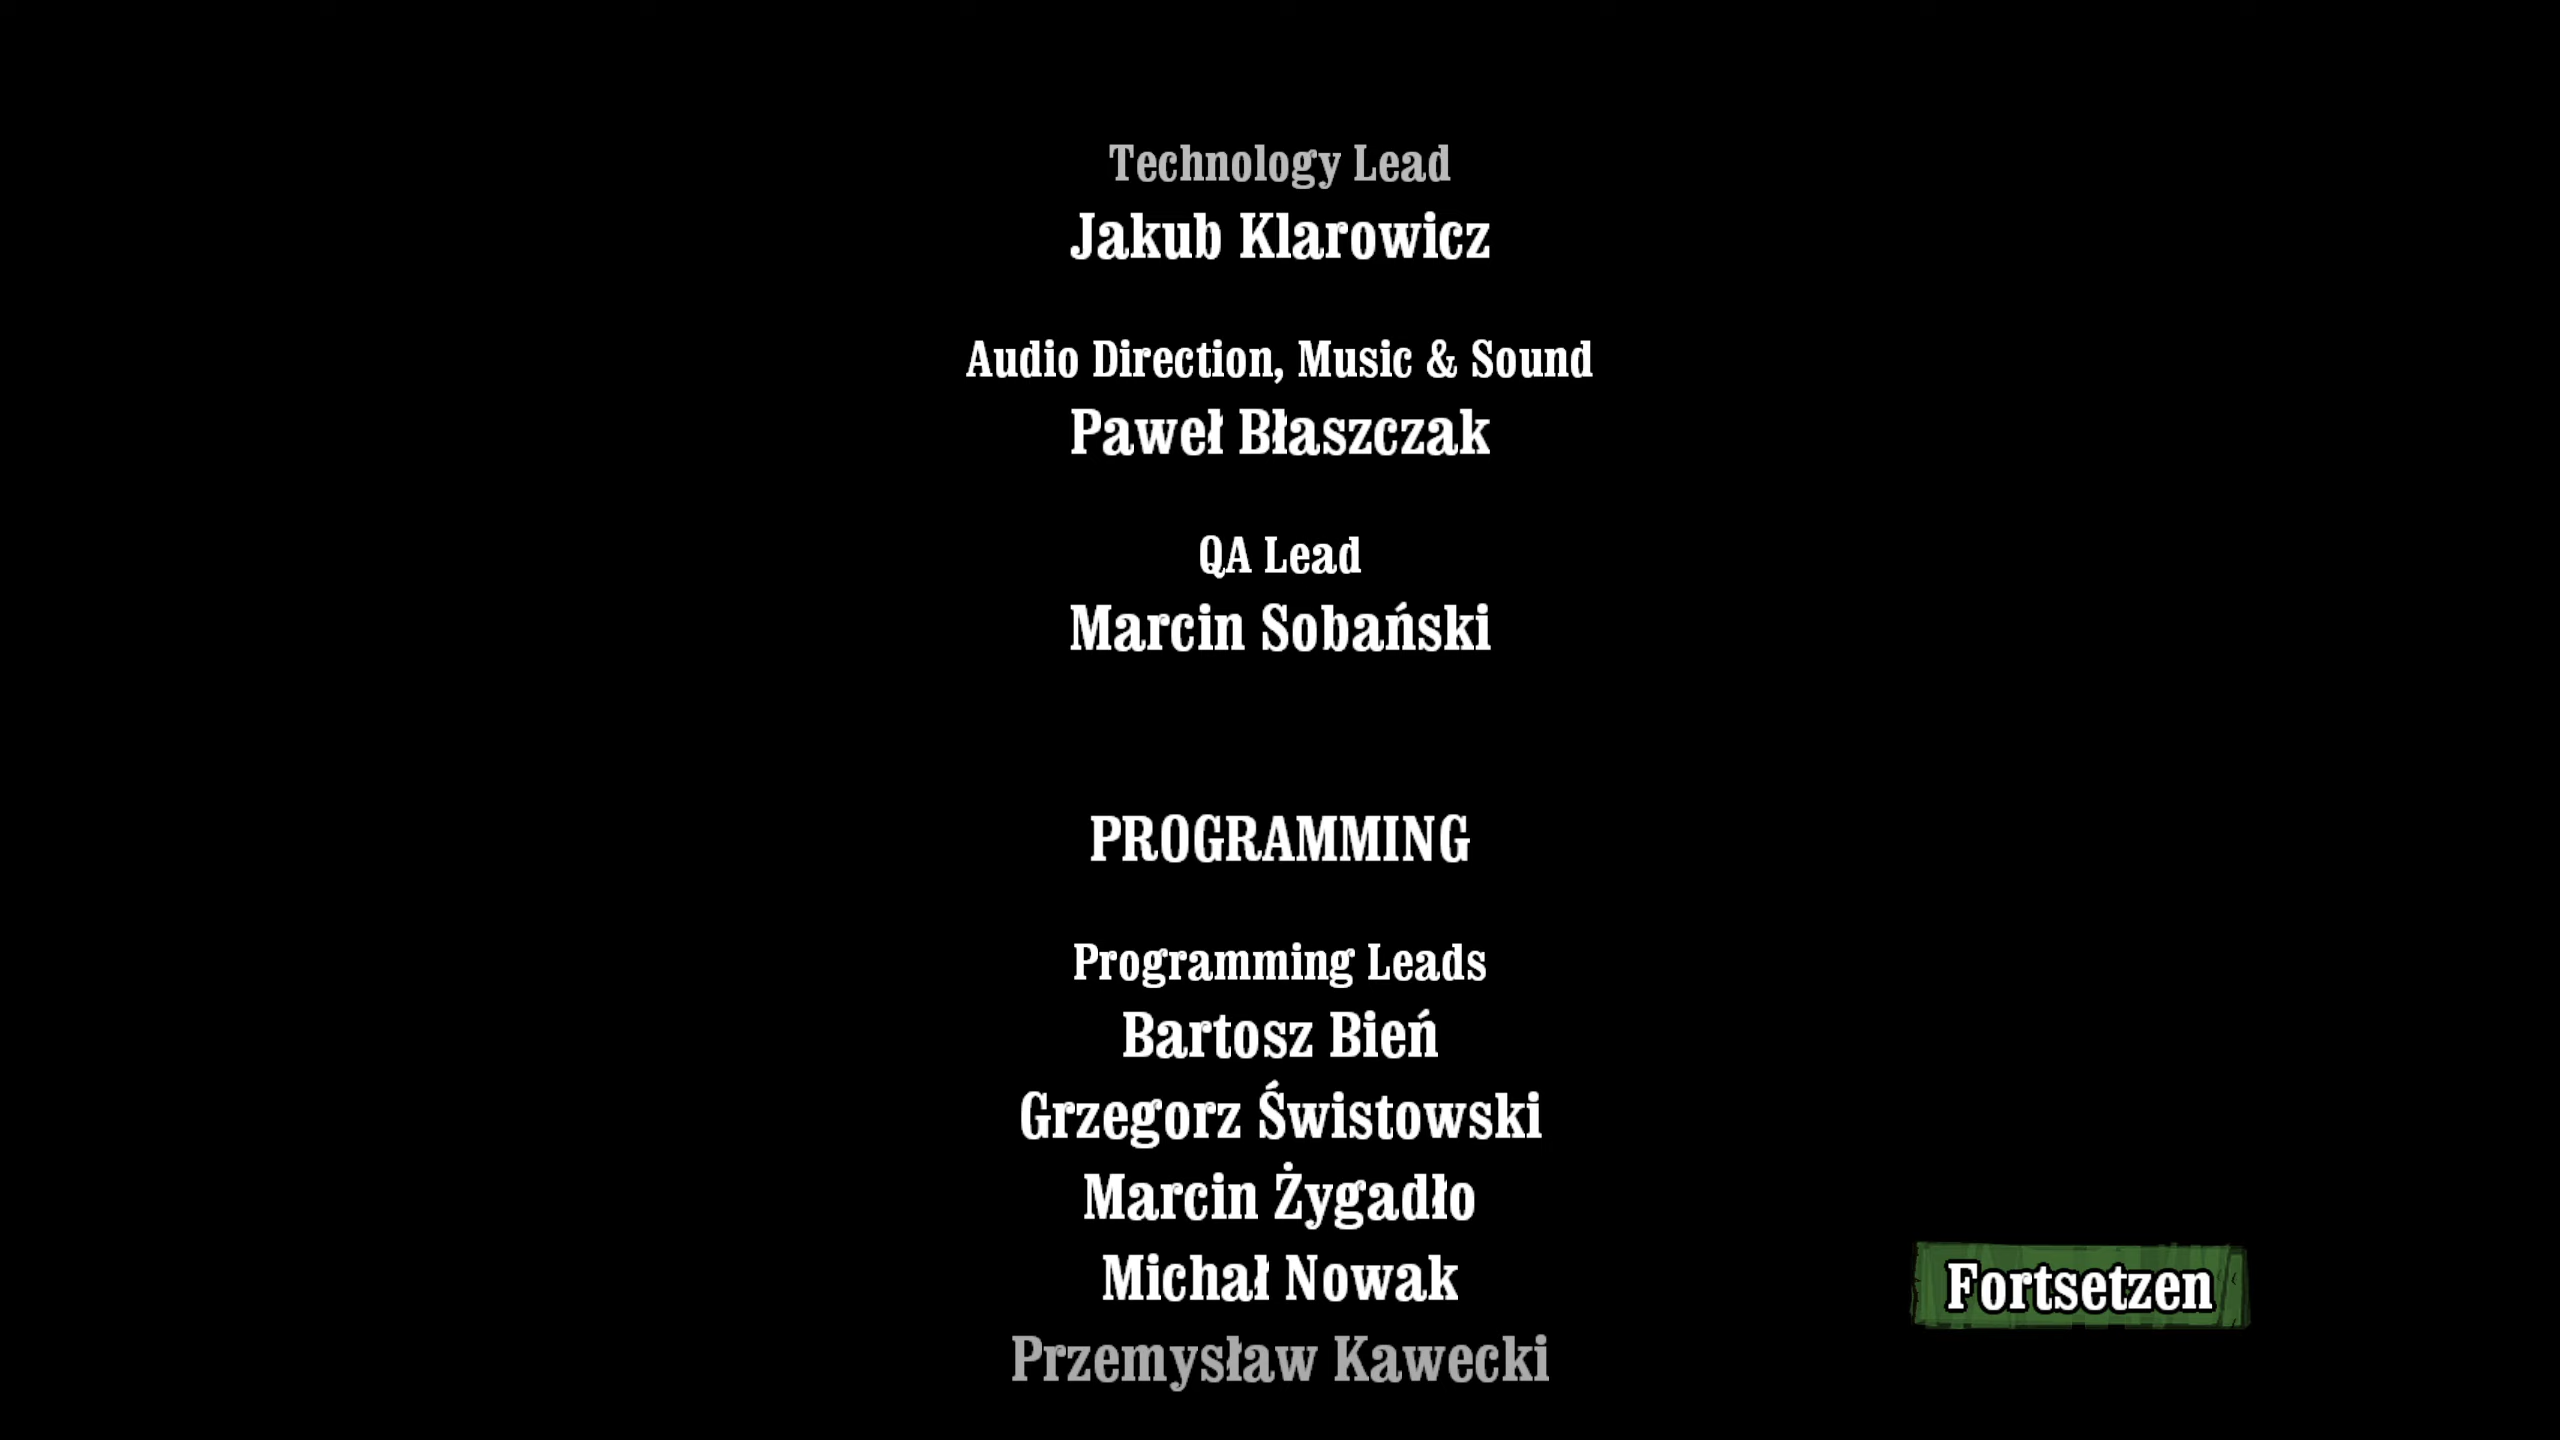 Technology Lead
Jakub Klarowicz
Audio Direction, Music & Sound
Paweł Błaszczak
QA Lead
Marcin Sobański
PROGRAMMING
Programming Leads
Bartosz Bień
Grzegorz Świstowski
Marcin Żygadło
Michał Nowak
Przemysław Kawecki
Fortsetzen